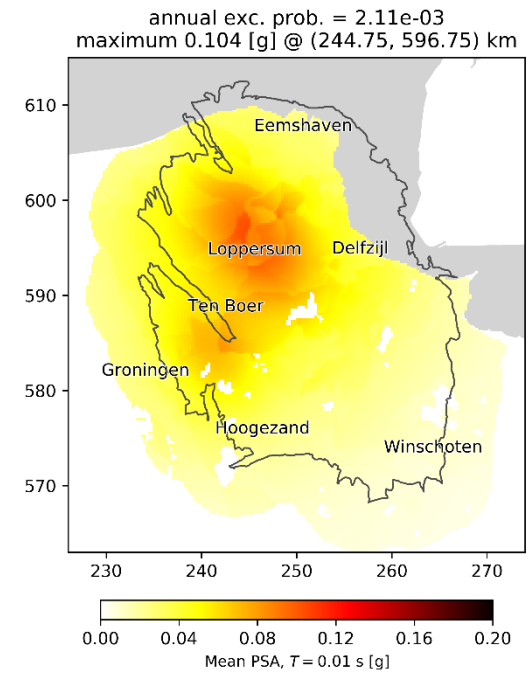 annual exc. prob. = 2.11e-03
maximum 0.104 [g] @ (244.75, 596.75) km
610
Eemshaven
600
Loppersum
Delfzijl
590
Ten Boer
Groningen
580
Hoogezand
Winschoten
570
230
240
250
260
270
0.00
0.04
0.08
0.12
0.16
0.20
Mean PSA, T = 0.01 s [g]